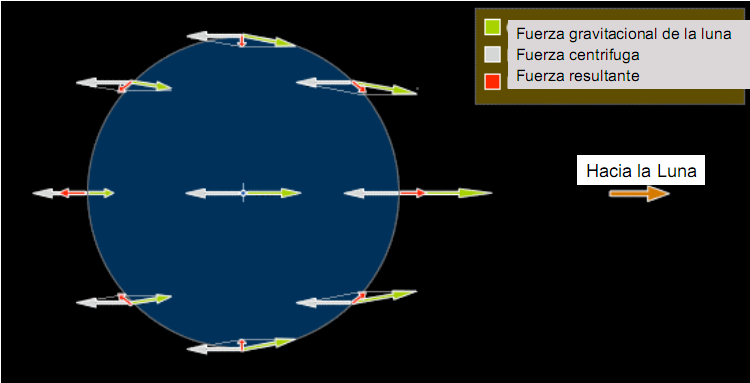 Fuerza gravitacional de la luna
Fuerza centrifuga
Fuerza resultante
Hacia la Luna